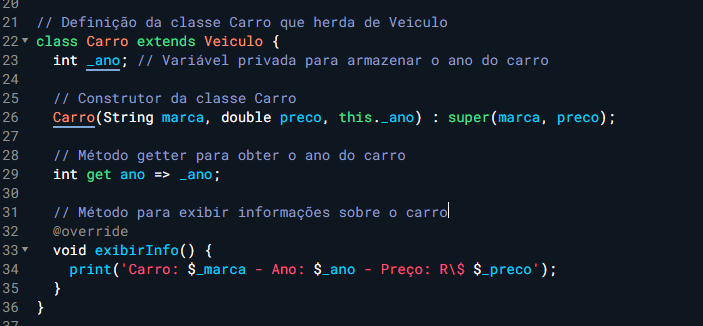 20
21 // Definição da classe Carro que herda de Veiculo
22 class Carro extends Veiculo {
23 int _ano; // Variável privada para armazenar o ano do carro
24
25 // Construtor da classe Carro
26 Carro(String marca, double preco, this._ano) : super(marca, preco);
27
28 // Método getter para obter o ano do carro
29 int get ano => _ano;
30
31 // Método para exibir informações sobre o carro
32 @override
33 void exibirInfo() {
34 print('Carro: $_marca - Ano: $_ano - Preço: R\$ $_preco');
35 }
36 }
37